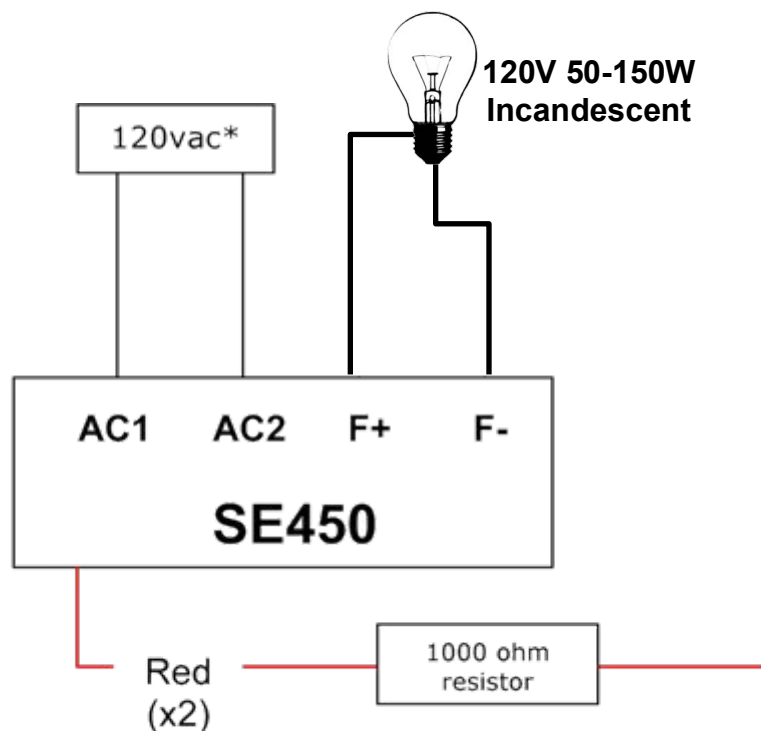 120V 50-150W
Incandescent
120vac*
AC1 AC2 F+ F-
SE450
Red
(x2)
1000 ohm
resistor